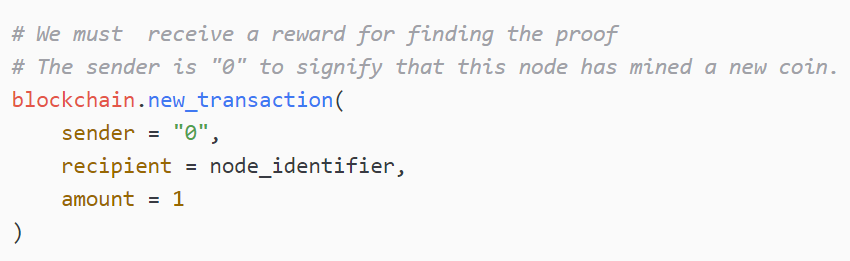 # We must  receive a reward for finding the proof
# The sender is "0" to signify that this node has mined a new coin.
blockchain.new_transaction(
    sender = "0",
    recipient = node_identifier,
    amount = 1
)